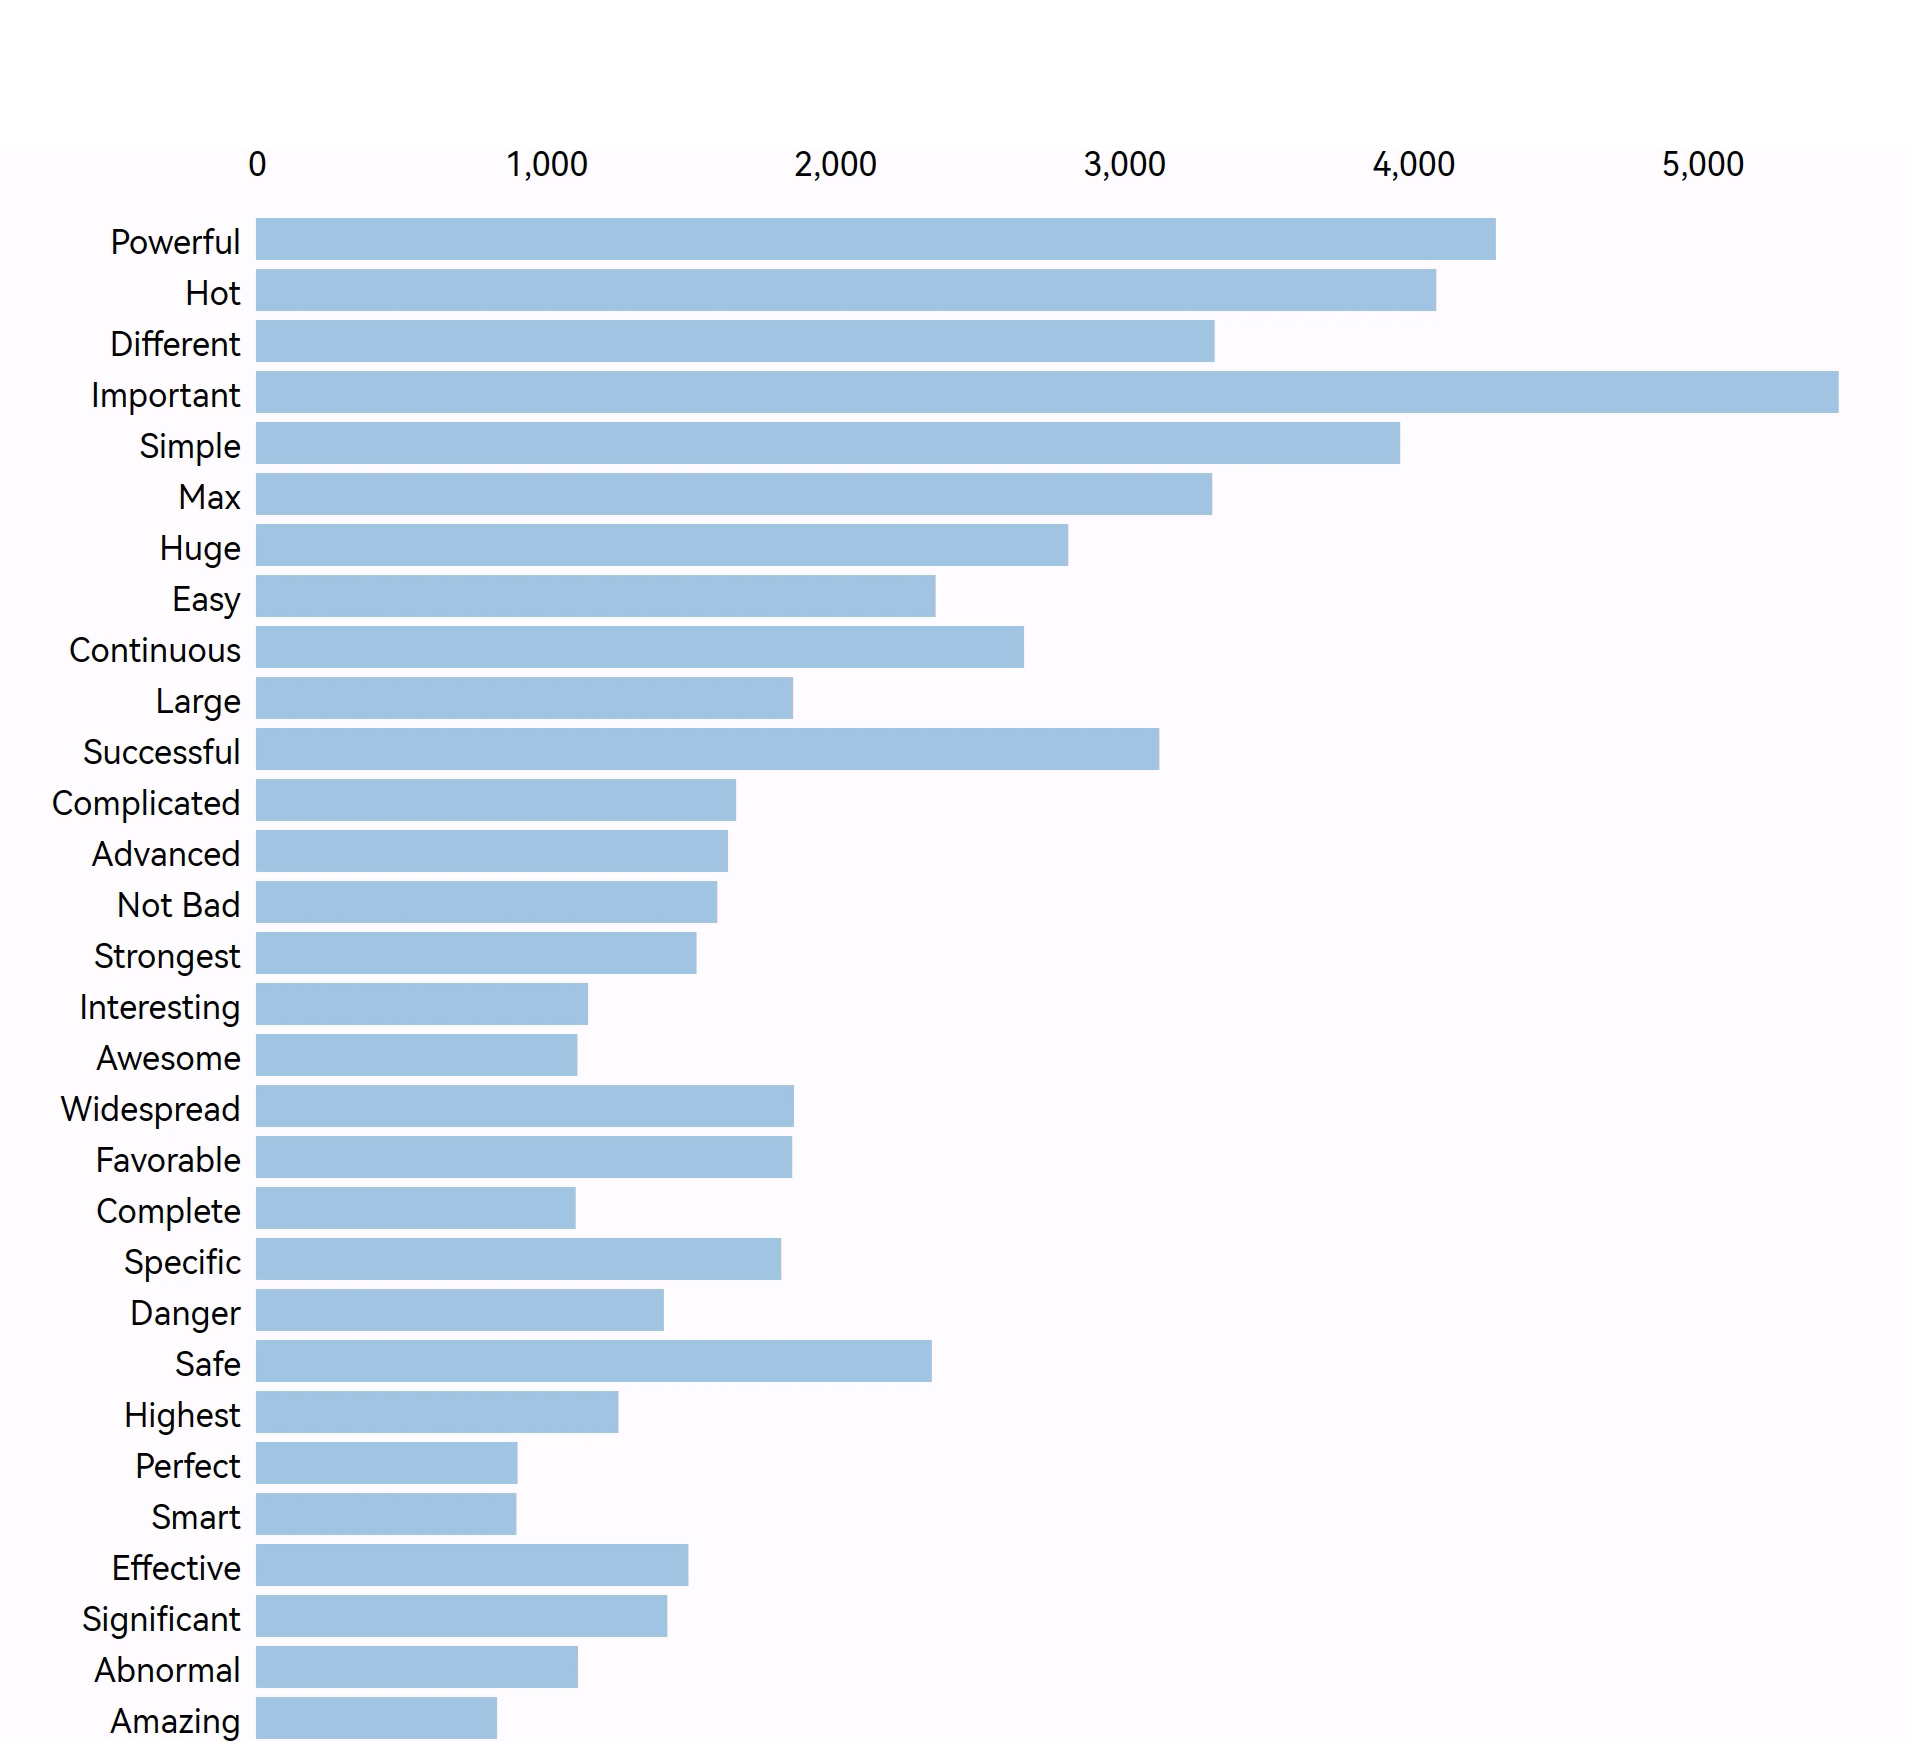 0 1,000 2,000 3,000 4,000 5,000
Powerful
Hot
Different
Important
Simple
Max
Huge
Easy
Continuous
Large
Successful
Complicated
Advanced
Not Bad
Strongest
Interesting
Awesome
Widespread
Favorable
Complete
Specific
Danger
Safe
Highest
Perfect
Smart
Effective
Significant
Abnormal
Amazing